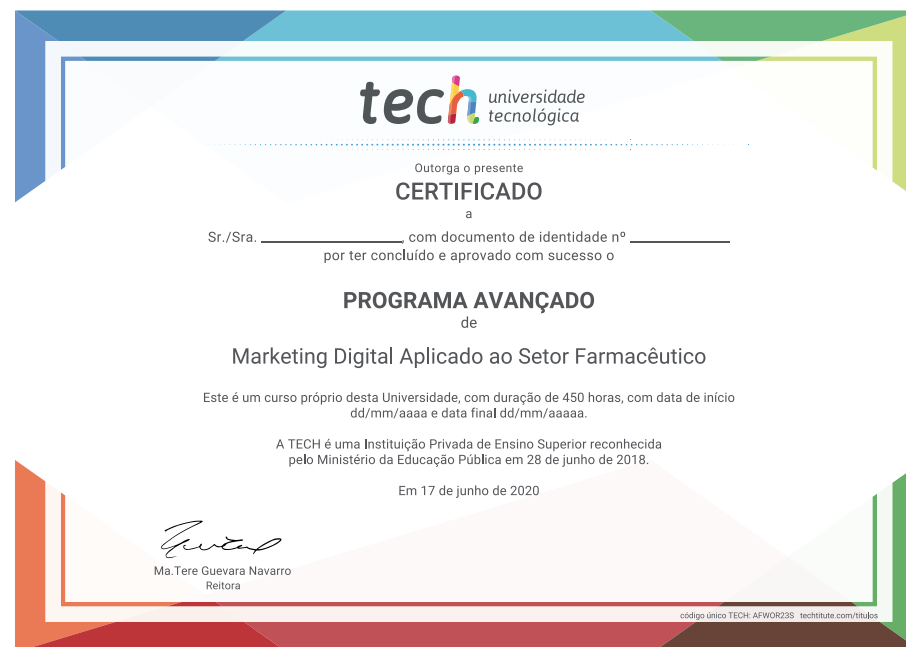 tech universidade
tecnológica
Outorga o presente
CERTIFICADO
a
Sr./Sra. ________________, com documento de identidade nº ___________
por ter concluído e aprovado com sucesso o
PROGRAMA AVANÇADO
de
Marketing Digital Aplicado ao Setor Farmacêutico
Este é um curso próprio desta Universidade, com duração de 450 horas, com data de início
dd/mm/aaaa e data final dd/mm/aaaaa.
A TECH é uma Instituição Privada de Ensino Superior reconhecida
pelo Ministério da Educação Pública em 28 de junho de 2018.
Em 17 de junho de 2020
Ma.Tere Guevara Navarro
Reitora
código único TECH: AFWOR23S techtitute.com/titulos